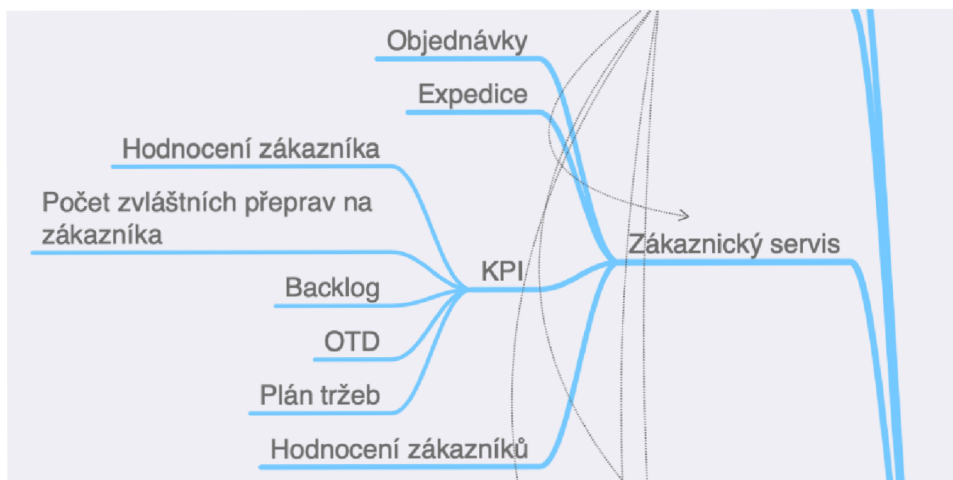 Objednávky
Expedice
Hodnocení zákazníka
Počet zvláštních přeprav na
zákazníka
Zákaznický servis
KPI
Backlog
OTD
Plán tržeb
Hodnocení zákazníků